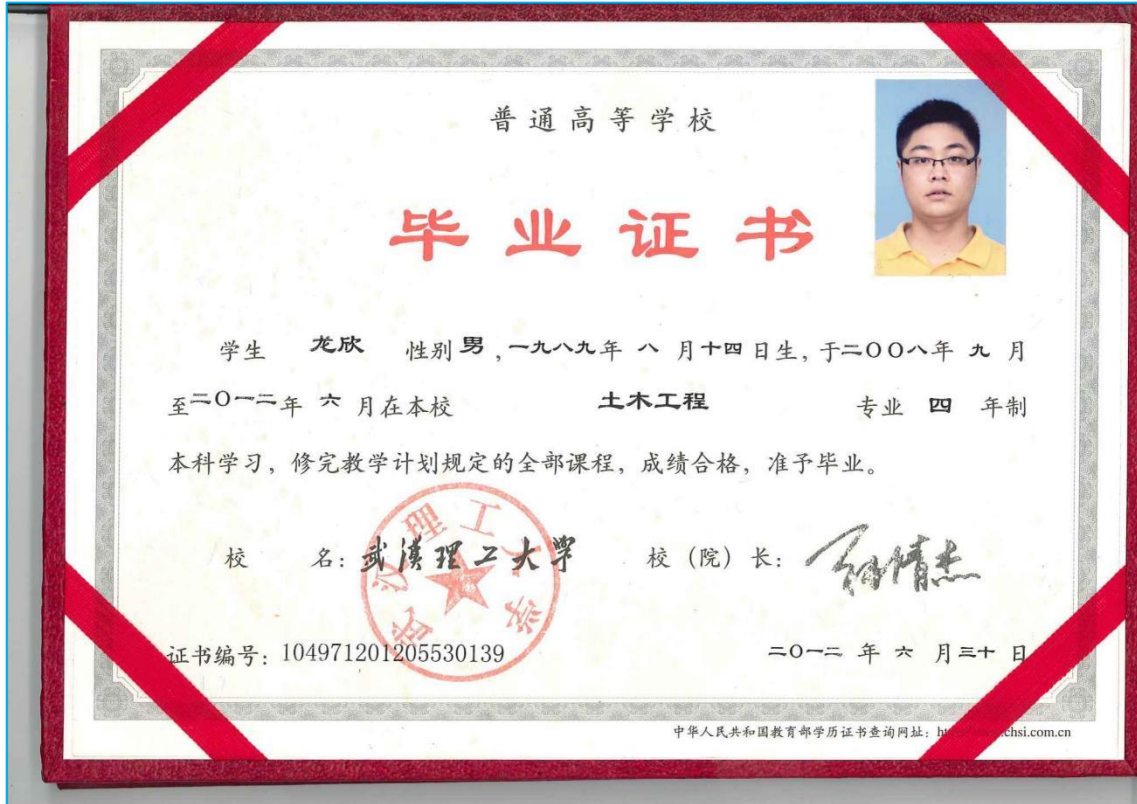 普通高等学校
毕业证书
学生 龙欣 性别 男，一九八九年 八 月十四日生，于二〇〇八年 九 月
至二〇一二年 六 月在本校 土木工程 专业 四 年制
本科学习，修完教学计划规定的全部课程，成绩合格，准予毕业。
校 名：武汉理工大学 校（院）长：
武汉理工大学
证书编号：104971201205530139 二〇一二 年 六 月三十 日
中华人民共和国教育部学历证书查询网址：chsi.com.cn